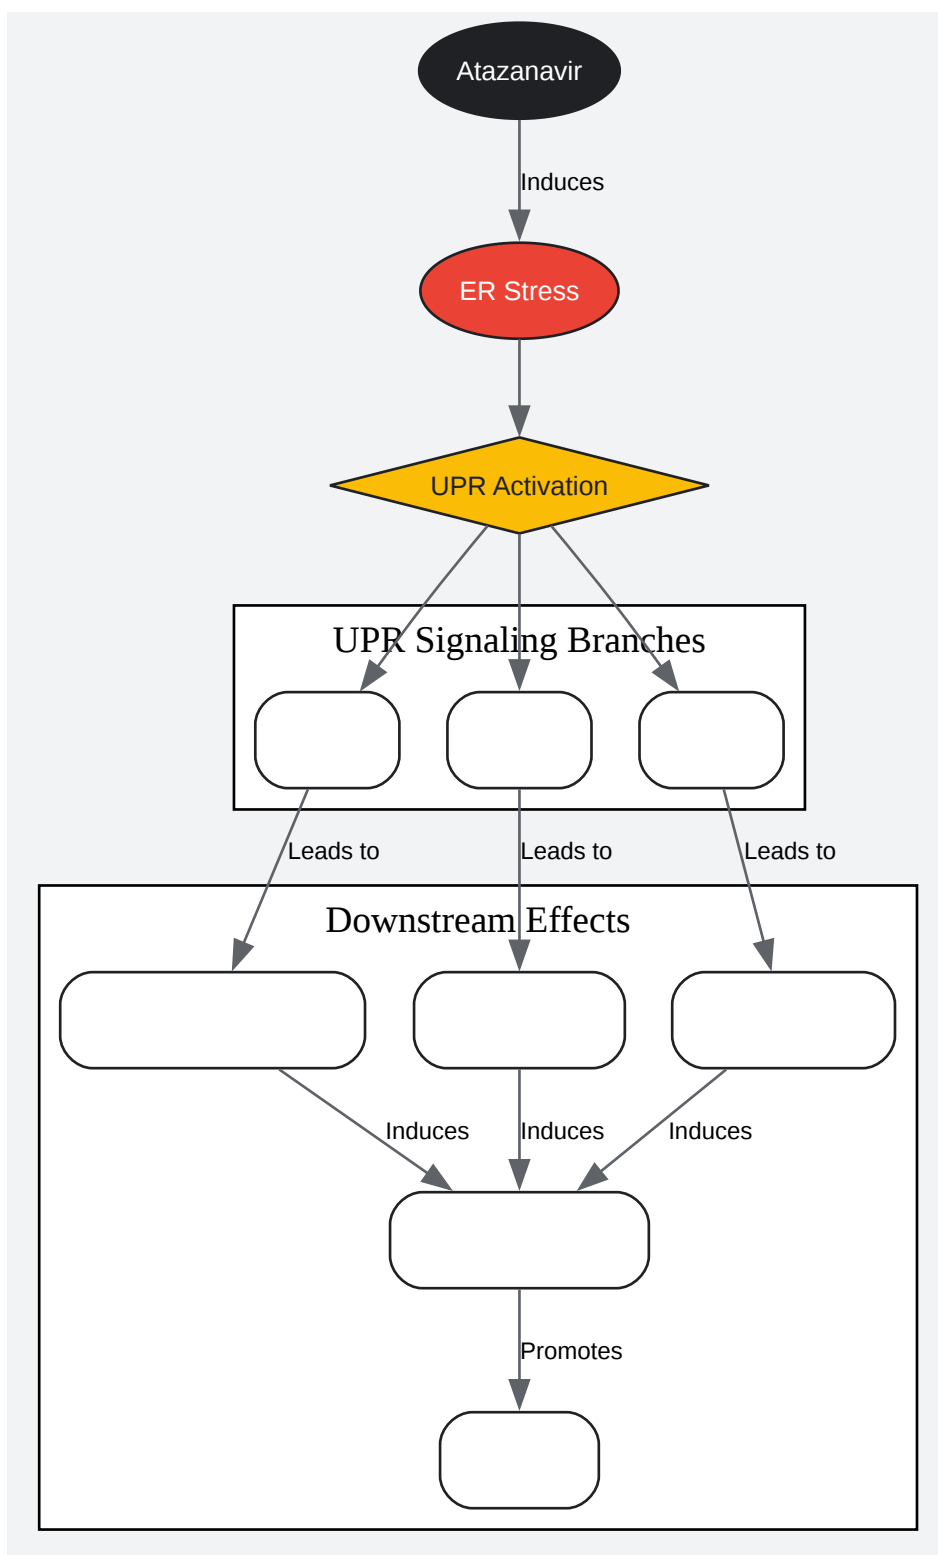 Atazanavir
Induces
ER Stress
UPR Activation
UPR Signaling Branches
Leads to
Leads to
Leads to
Downstream Effects
Induces
Induces
Induces
Promotes